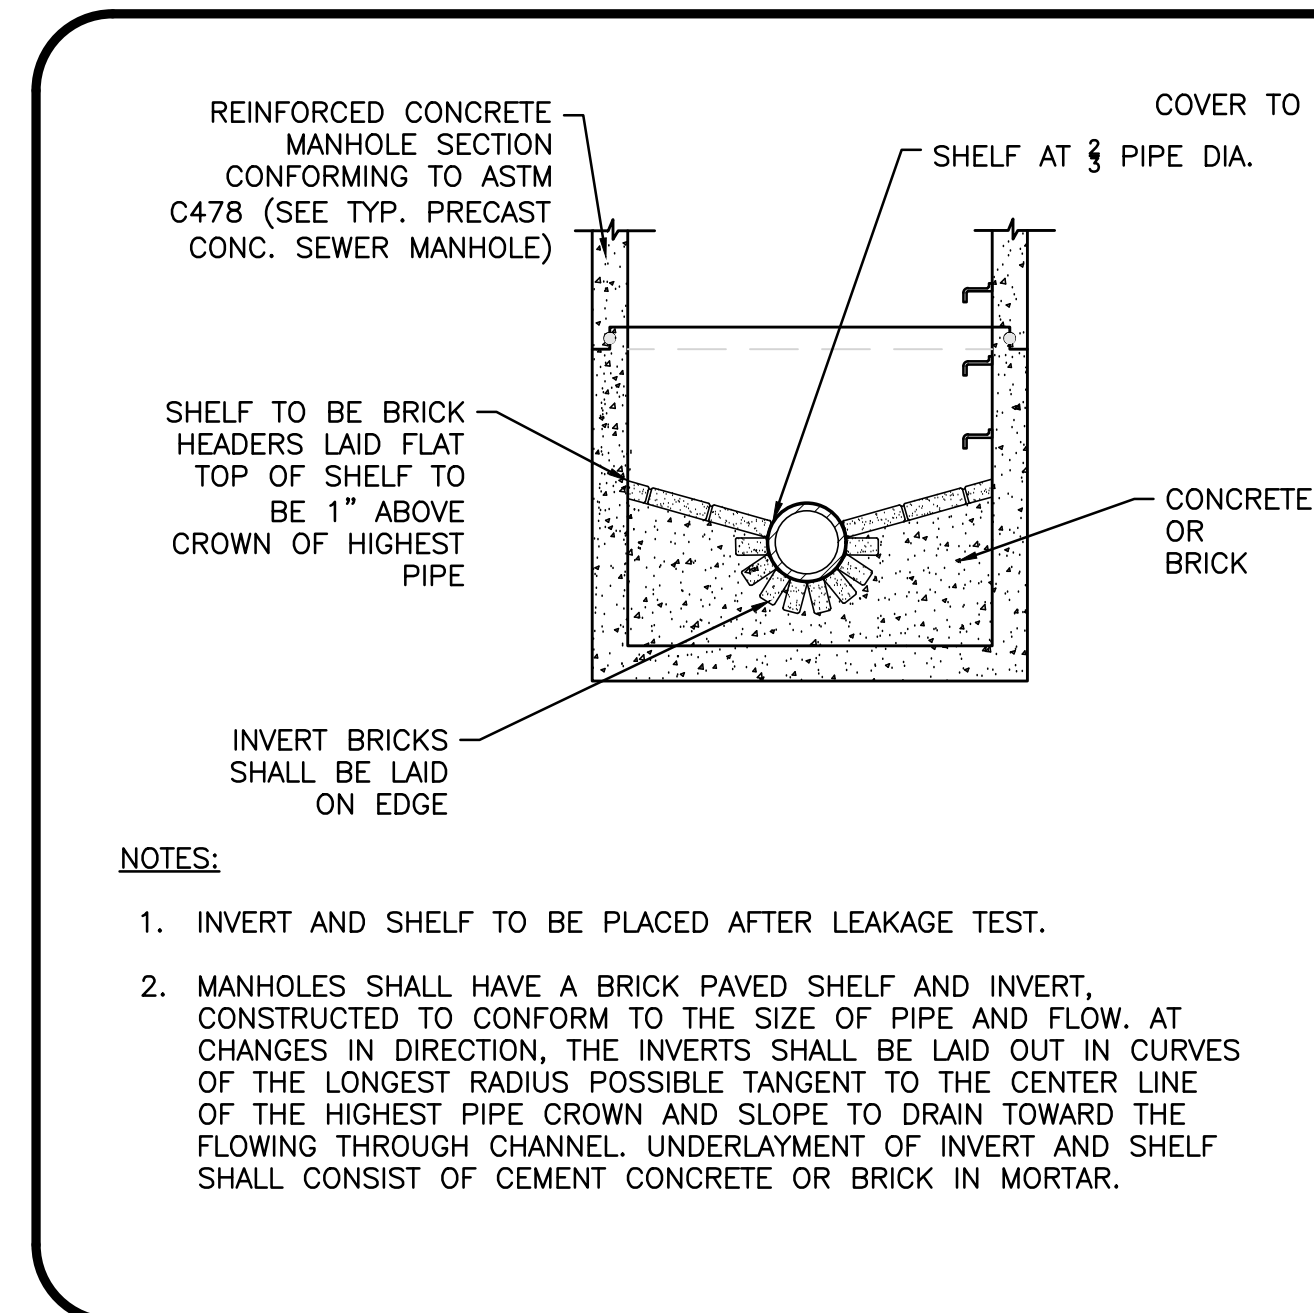 REINFORCED CONCRETE
MANHOLE SECTION
CONFORMING TO ASTM
C478 (SEE TYP. PRECAST
CONC. SEWER MANHOLE)
COVER TO
SHELF AT 2/3 PIPE DIA.
SHELF TO BE BRICK
HEADERS LAID FLAT
TOP OF SHELF TO
BE 1" ABOVE
CROWN OF HIGHEST
PIPE
CONCRETE
OR
BRICK
INVERT BRICKS
SHALL BE LAID
ON EDGE
NOTES:
1. INVERT AND SHELF TO BE PLACED AFTER LEAKAGE TEST.
2. MANHOLES SHALL HAVE A BRICK PAVED SHELF AND INVERT,
CONSTRUCTED TO CONFORM TO THE SIZE OF PIPE AND FLOW. AT
CHANGES IN DIRECTION, THE INVERTS SHALL BE LAID OUT IN CURVES
OF THE LONGEST RADIUS POSSIBLE TANGENT TO THE CENTER LINE
OF THE HIGHEST PIPE CROWN AND SLOPE TO DRAIN TOWARD THE
FLOWING THROUGH CHANNEL. UNDERLAYMENT OF INVERT AND SHELF
SHALL CONSIST OF CEMENT CONCRETE OR BRICK IN MORTAR.